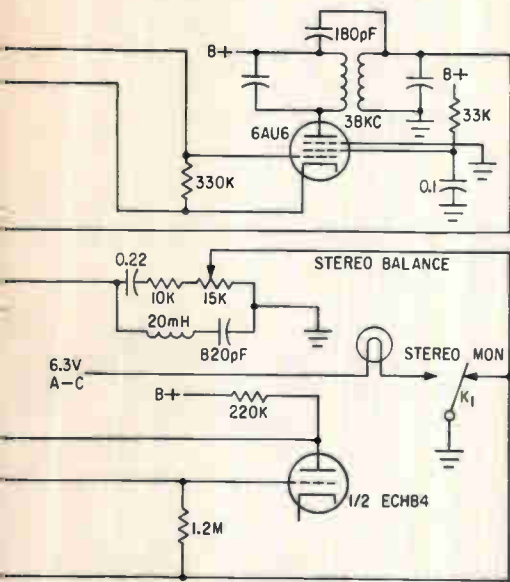 180pF
B+
B+
38KC
33K
6AU6
330K
0.1
0.22
STEREO BALANCE
10K
15K
20mH
820pF
6.3V
A-C
STEREO MON
K1
B+
220K
1/2 ECH84
1.2M